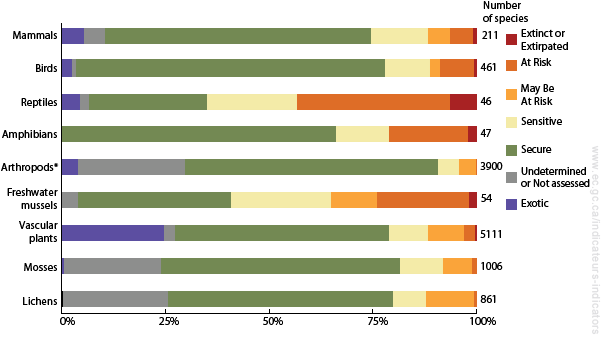 Number
of species
Mammals 211
Birds 461
Reptiles 46
Amphibians 47
Arthropods* 3900
Freshwater
mussels 54
Vascular
plants 5111
Mosses 1006
Lichens 861
0% 25% 50% 75% 100%
Extinct or
Extirpated
At Risk
May Be
At Risk
Sensitive
Secure
Undetermined
or Not assessed
Exotic
www.ec.gc.ca/indicateurs-indicators